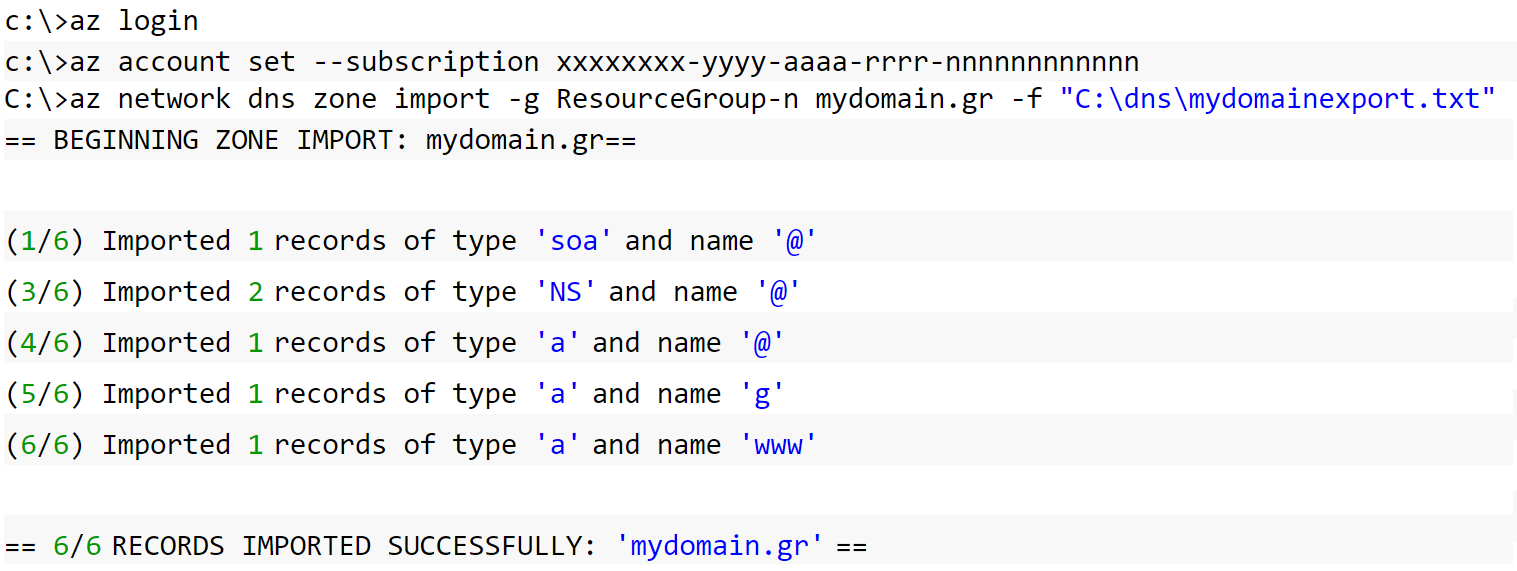 c:\>az login
c:\>az account set --subscription xxxxxxxx-yyyy-aaaa-rrrr-nnnnnnnnnnnn
C:\>az network dns zone import -g ResourceGroup-n mydomain.gr -f "C:\dns\mydomainexport.txt"
== BEGINNING ZONE IMPORT: mydomain.gr==
(1/6) Imported 1 records of type 'soa' and name '@'
(3/6) Imported 2 records of type 'NS' and name '@'
(4/6) Imported 1 records of type 'a' and name '@'
(5/6) Imported 1 records of type 'a' and name 'g'
(6/6) Imported 1 records of type 'a' and name 'www'
== 6/6 RECORDS IMPORTED SUCCESSFULLY: 'mydomain.gr' ==